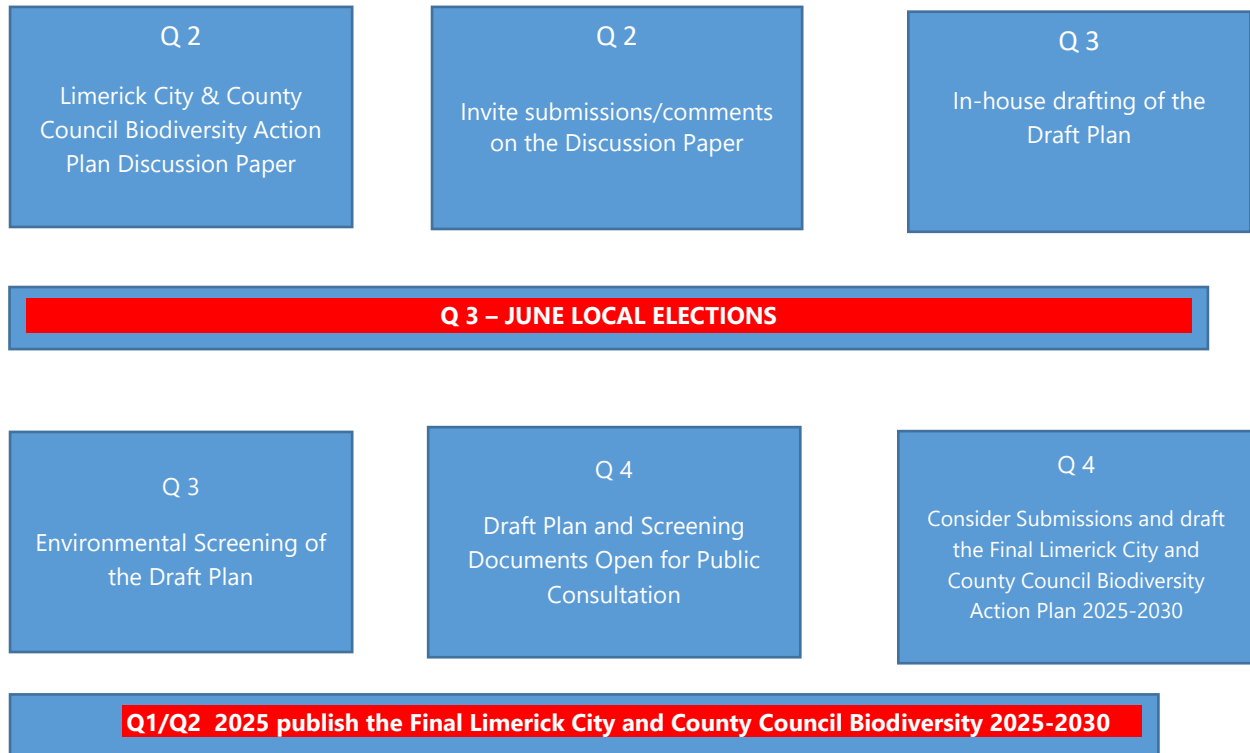 Q 2
Limerick City & County
Council Biodiversity Action
Plan Discussion Paper
Q 2
Invite submissions/comments
on the Discussion Paper
Q 3
In-house drafting of the
Draft Plan
Q 3 – JUNE LOCAL ELECTIONS
Q 3
Environmental Screening of
the Draft Plan
Q 4
Draft Plan and Screening
Documents Open for Public
Consultation
Q 4
Consider Submissions and draft
the Final Limerick City and
County Council Biodiversity
Action Plan 2025-2030
Q1/Q2 2025 publish the Final Limerick City and County Council Biodiversity 2025-2030